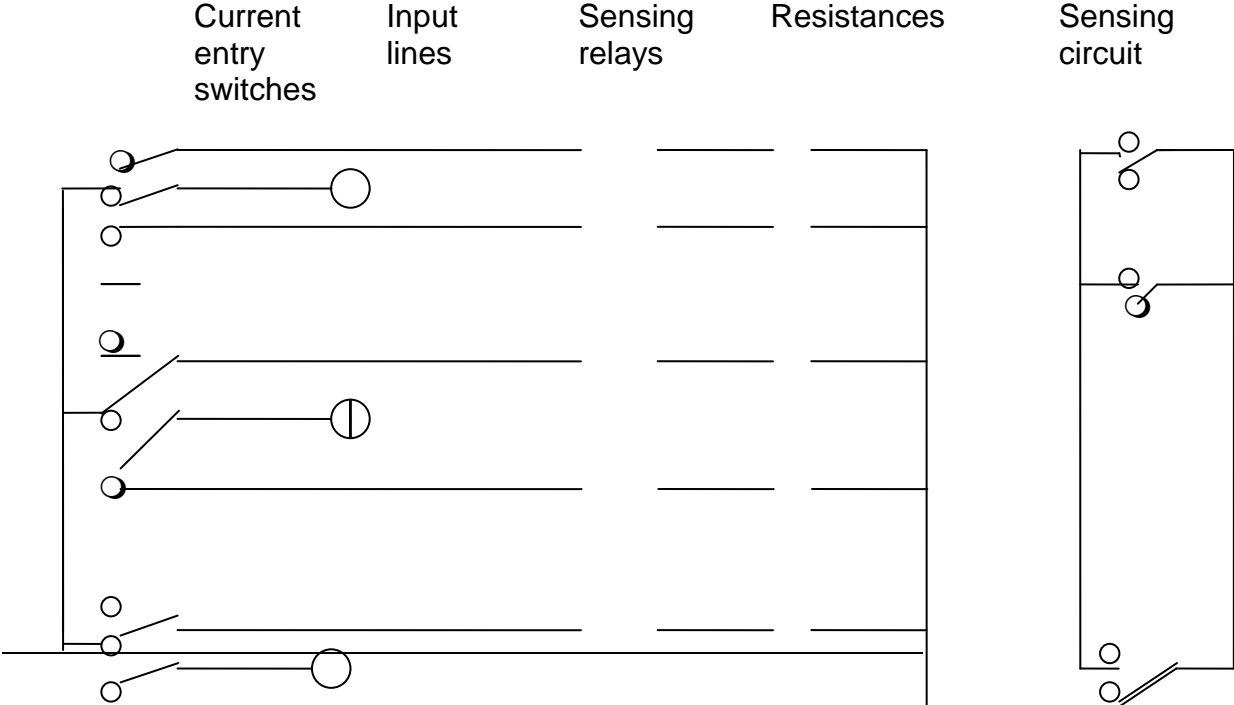 Current
entry
switches
Input
lines
Sensing
relays
Resistances
Sensing
circuit